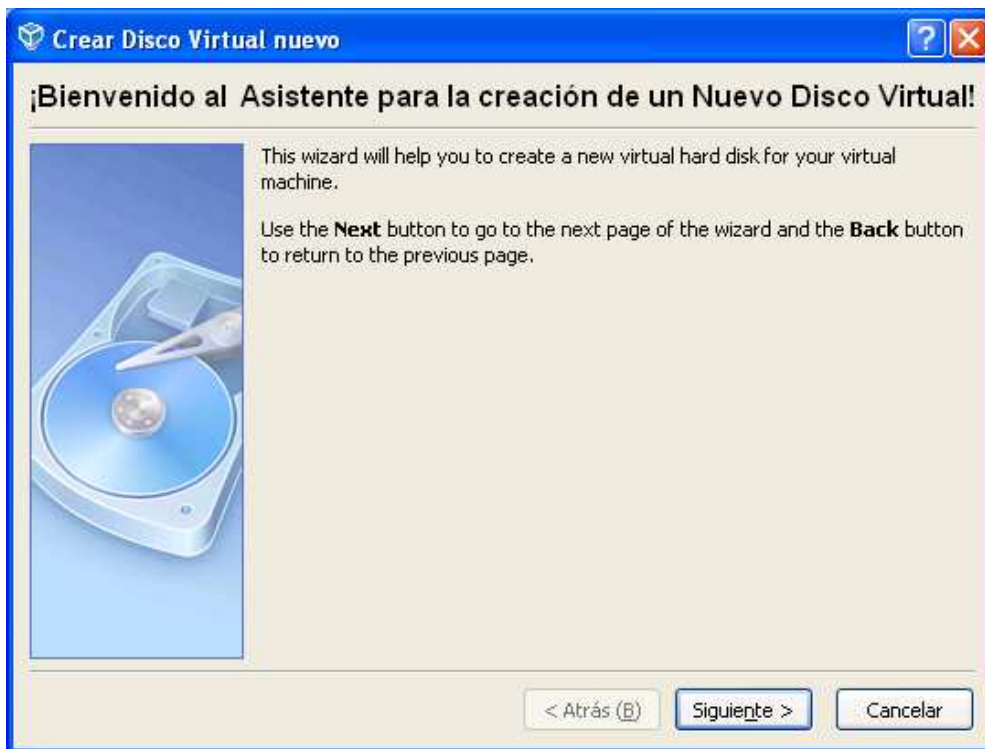 Crear Disco Virtual nuevo
¡Bienvenido al Asistente para la creación de un Nuevo Disco Virtual!
This wizard will help you to create a new virtual hard disk for your virtual
machine.
Use the Next button to go to the next page of the wizard and the Back button
to return to the previous page.
< Atrás (B) Siguiente > Cancelar